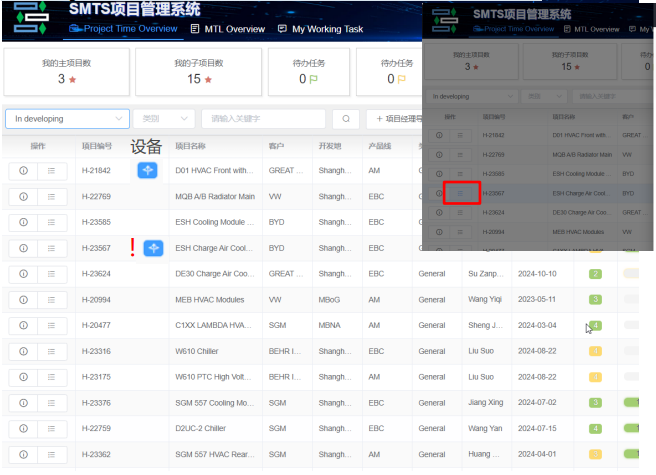 SMTS项目管理系统
Project Time Overview MTL Overview My Working Task
我的主项目数 我的子项目数 待办任务 待办任务
3 15 0 0
In developing 类别 请输入关键字 + 项目经理导
操作 项目编号 设备 项目名称 客户 开发地 产品线
H-21842 D01 HVAC Front with... GREAT ... Shangh... AM
H-22769 MQB A/B Radiator Main VW Shangh... EBC
H-23585 ESH Cooling Module ... BYD Shangh... EBC
H-23567 ! ESH Charge Air Cool... BYD Shangh... EBC
H-23624 DE30 Charge Air Coo... GREAT ... Shangh... EBC General Su Zanp... 2024-10-10 2
H-20994 MEB HVAC Modules VW MBoG AM General Wang Yiqi 2023-05-11 3
H-20477 C1XX LAMBDA HVA... SGM MBNA AM General Sheng J... 2024-03-04 4
H-23316 W610 Chiller BEHR I... Shangh... EBC General Liu Suo 2024-08-22
H-23175 W610 PTC High Volt... BEHR I... Shangh... AM General Liu Suo 2024-08-22
H-23376 SGM 557 Cooling Mo... SGM Shangh... AM General Jiang Xing 2024-07-02 3
H-22759 D2UC-2 Chiller SGM Shangh... EBC General Wang Yan 2024-07-15 4
H-23362 SGM 557 HVAC Rear... SGM Shangh... AM General Huang ... 2024-04-01
SMTS项目管理系统
Project Time Overview MTL Overview My W
我的主项目数 我的子项目数 待办
3 15 0
In developing 类别 请输入关键字
操作 项目编号 项目名称 客户
H-21842 D01 HVAC Front with... GREAT
H-22769 MQB A/B Radiator Main VW
H-23585 ESH Cooling Module ... BYD
H-23567 ESH Charge Air Cool... BYD
H-23624 DE30 Charge Air Coo... GREAT
H-20994 MEB HVAC Modules VW